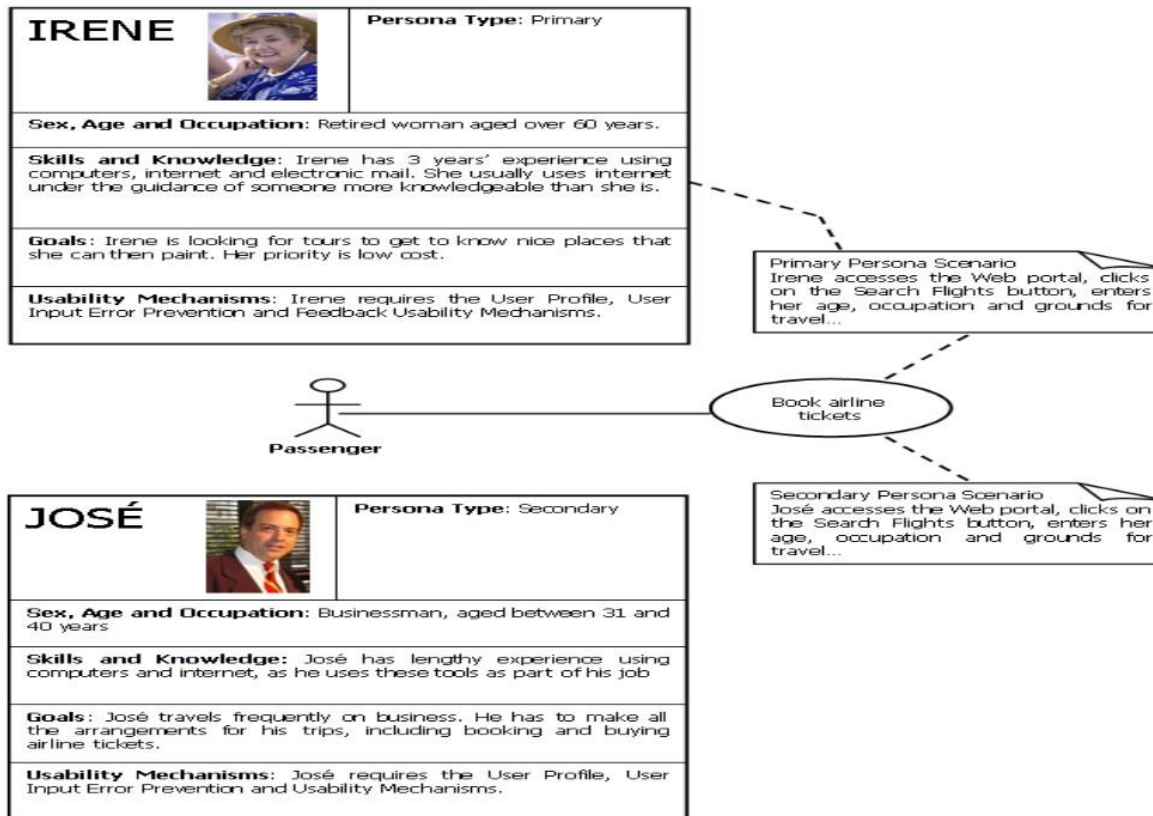 IRENE
Persona Type: Primary
Sex, Age and Occupation: Retired woman aged over 60 years.
Skills and Knowledge: Irene has 3 years' experience using
computers, internet and electronic mail. She usually uses internet
under the guidance of someone more knowledgeable than she is.
Goals: Irene is looking for tours to get to know nice places that
she can then paint. Her priority is low cost.
Usability Mechanisms: Irene requires the User Profile, User
Input Error Prevention and Feedback Usability Mechanisms.
Primary Persona Scenario
Irene accesses the Web portal, clicks
on the Search Flights button, enters
her age, occupation and grounds for
travel...
Book airline
tickets
Passenger
Secondary Persona Scenario
José accesses the Web portal, clicks on
the Search Flights button, enters her
age, occupation and grounds for
travel...
JOSÉ
Persona Type: Secondary
Sex, Age and Occupation: Businessman, aged between 31 and
40 years
Skills and Knowledge: José has lengthy experience using
computers and internet, as he uses these tools as part of his job
Goals: José travels frequently on business. He has to make all
the arrangements for his trips, including booking and buying
airline tickets.
Usability Mechanisms: José requires the User Profile, User
Input Error Prevention and Usability Mechanisms.